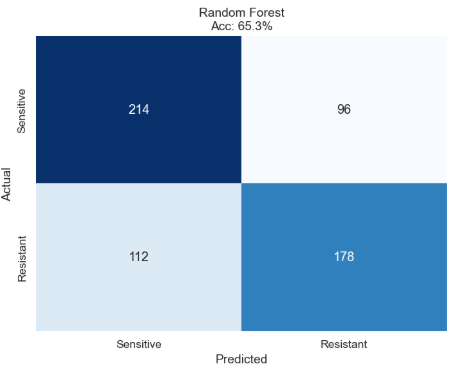 Random Forest
Acc: 65.3%
Actual
Sensitive
214
96
Resistant
112
178
Sensitive
Resistant
Predicted